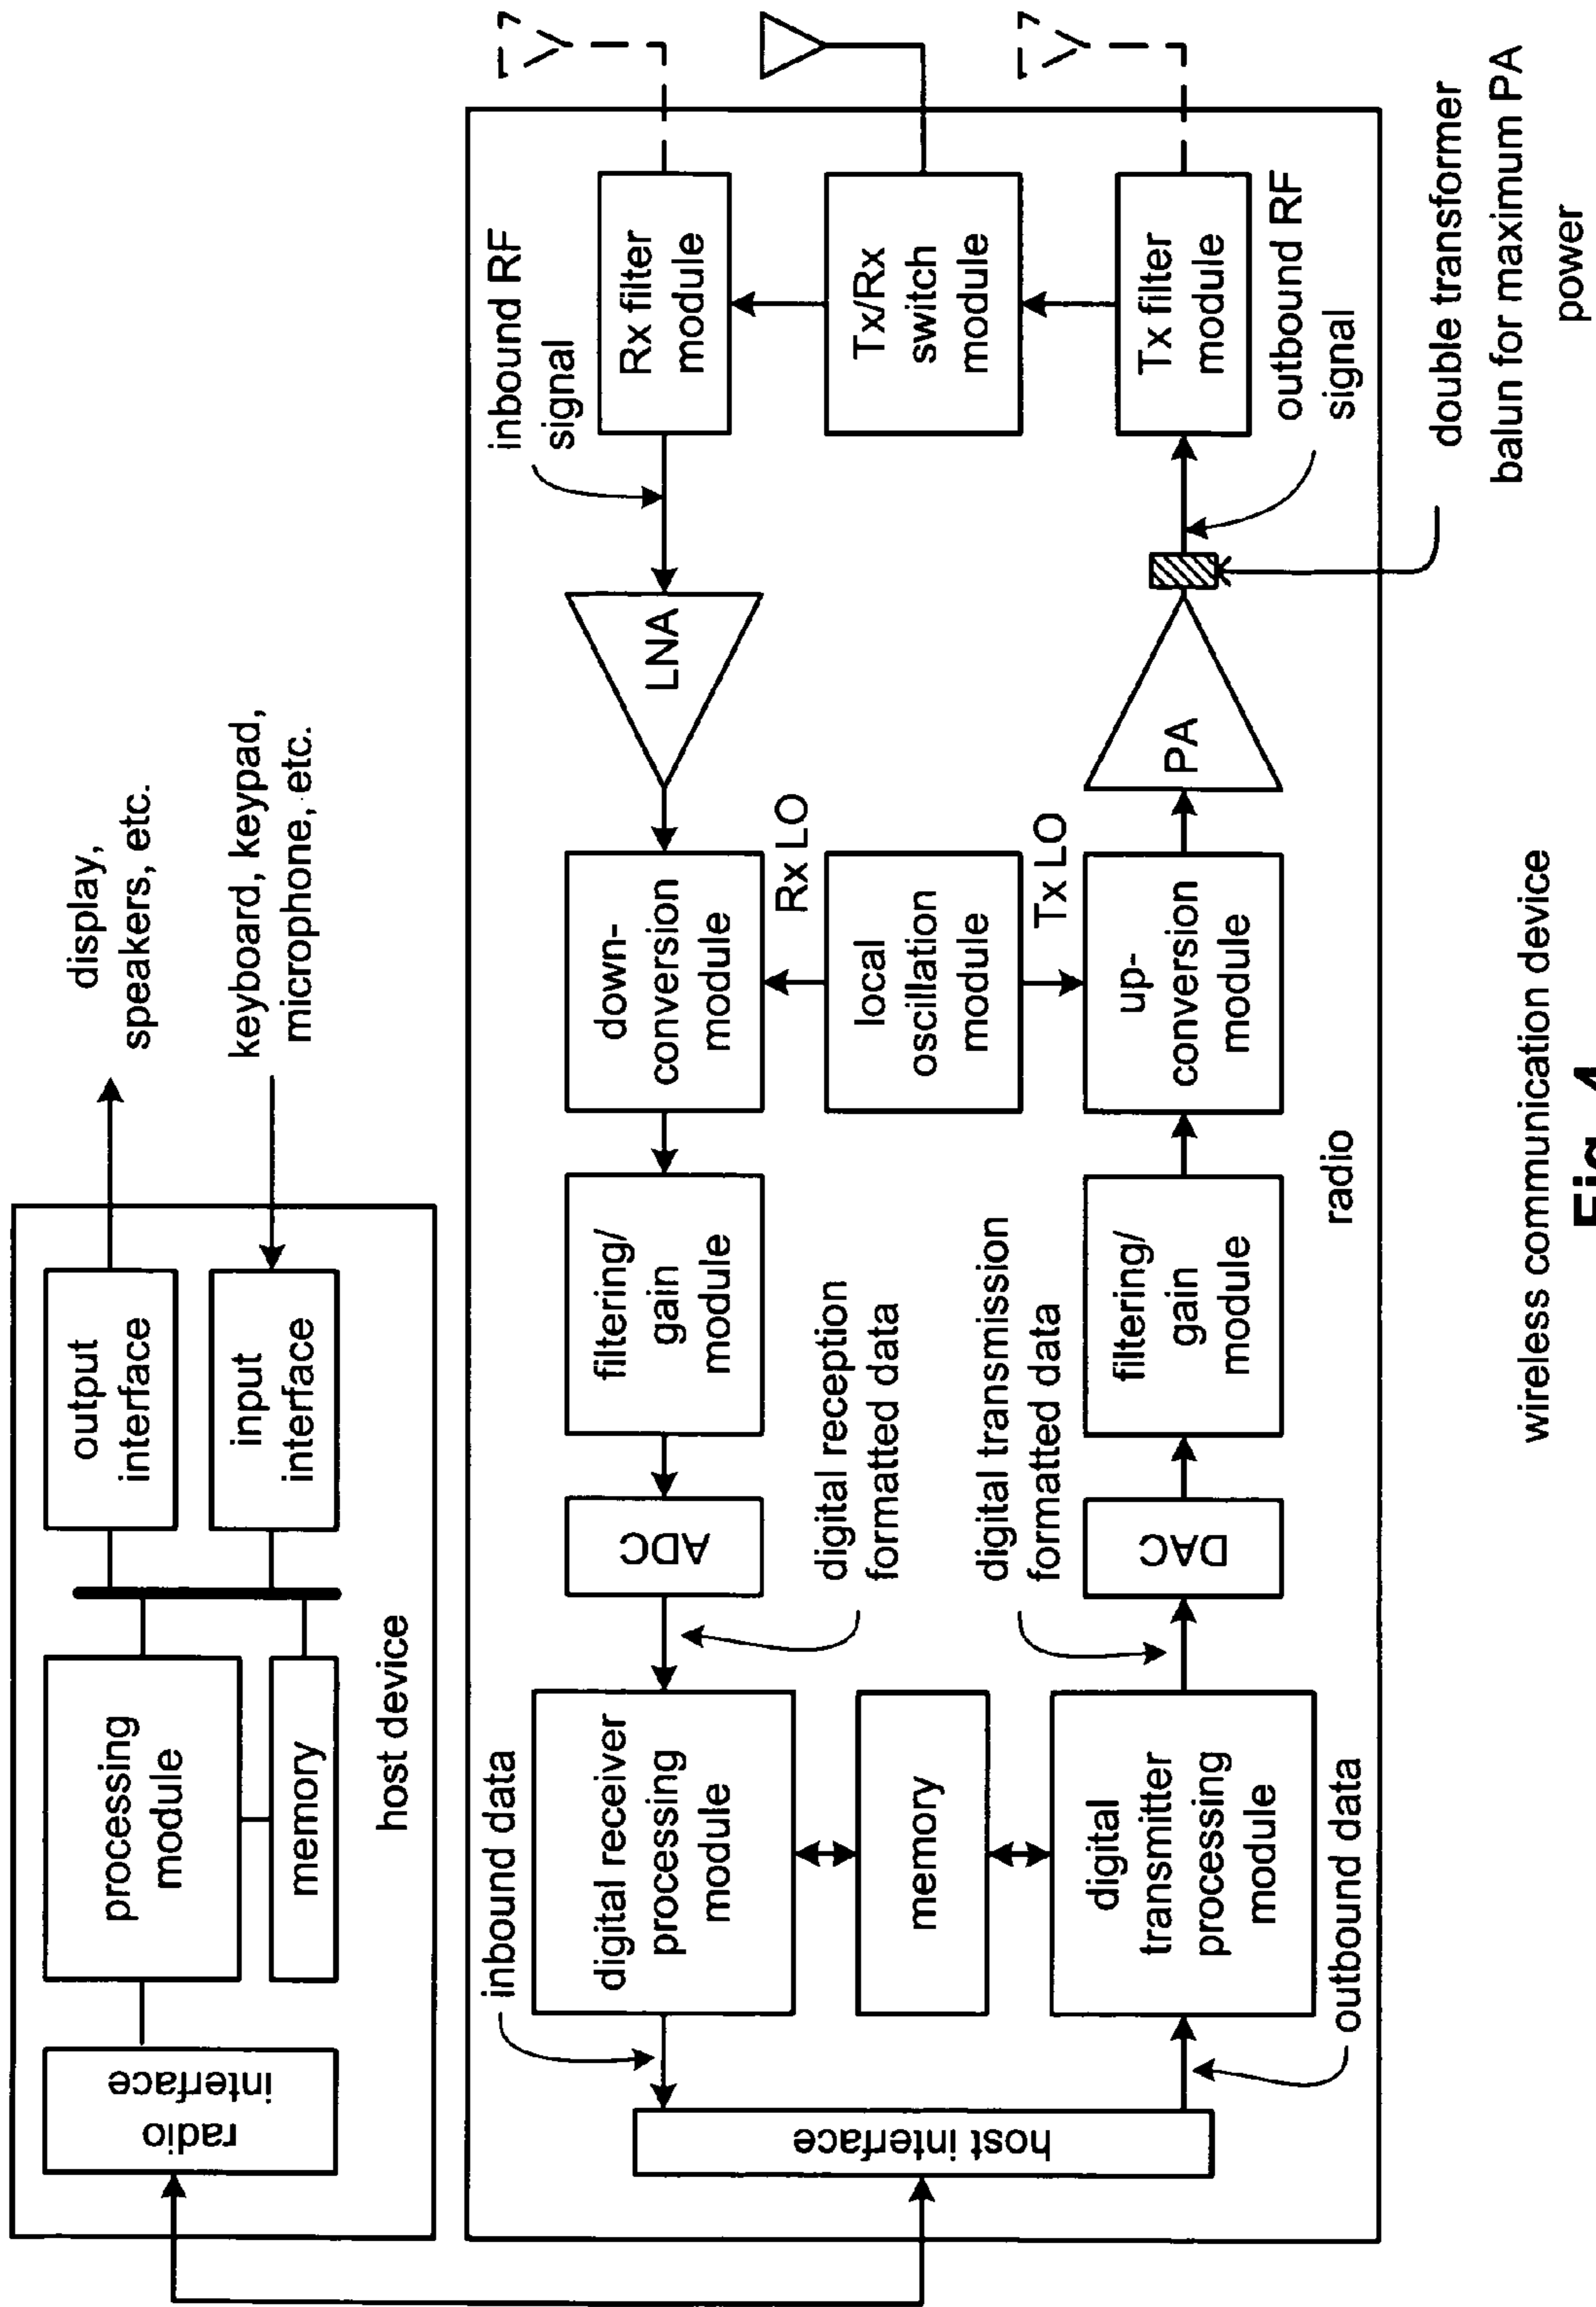 display,
speakers, etc.
keyboard, keypad,
microphone, etc.
output
interface
input
interface
processing
module
memory
radio
interface
host device
inbound RF
signal
Rx filter
module
LNA
down-
conversion
module
filtering/
gain
module
ADC
digital reception
formatted data
digital receiver
processing
module
inbound data
Tx/Rx
switch
module
Rx LO
local
oscillation
module
Tx LO
memory
host interface
Tx filter
module
outbound RF
signal
PA
up-
conversion
module
filtering/
gain
module
DAC
digital transmission
formatted data
digital
transmitter
processing
module
outbound data
radio
double transformer
balun for maximum PA
power
wireless communication device
Fig.